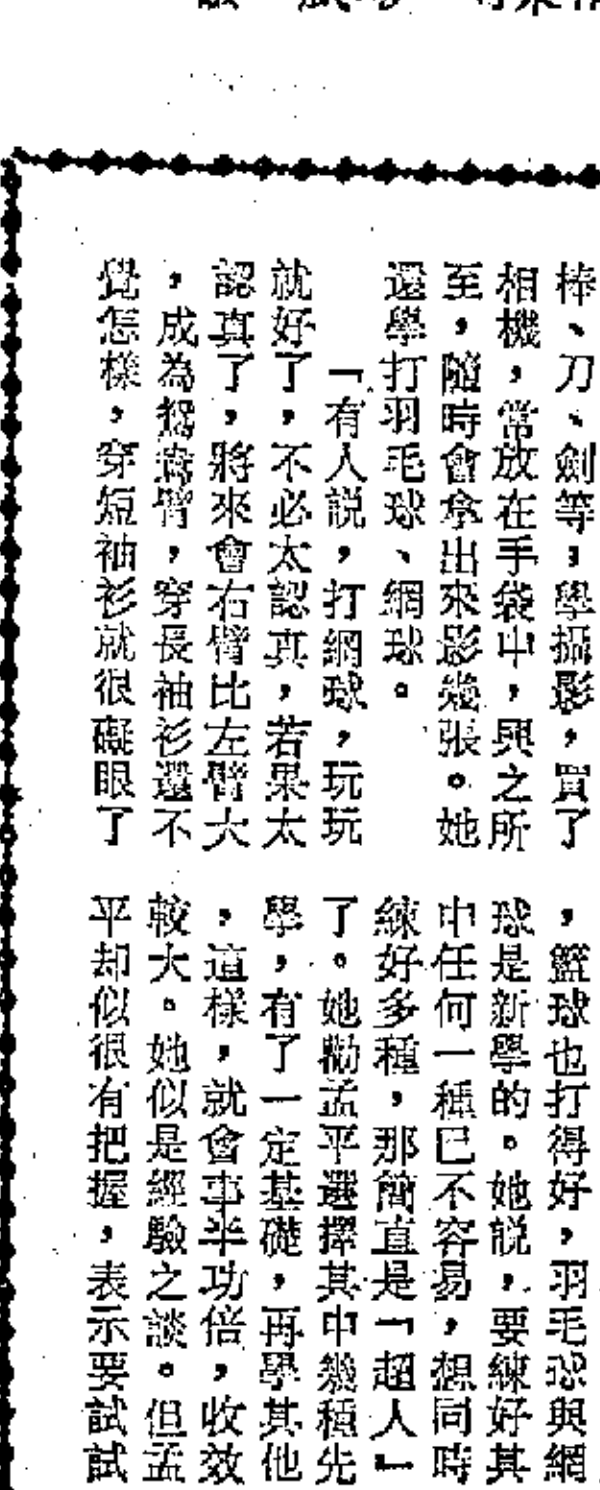 棒、刀、劍等，學攝影，買了
相機，常放在手袋中，興之所
至，隨時會拿出來影幾張。她
還學打羽毛球、網球。
「有人說，打網球，玩玩
就好了，不必太認真，若果太
認真了，將來會右臂比左臂大
，成為鴛鴦臂，穿長袖衫還不
覺怎樣，穿短袖衫就很礙眼了
，籃球也打得好，羽毛球與網
球是新學的。她說，要練好其
中任何一種已不容易，想同時
練好多種，那簡直是「超人」
了。她勸孟平選擇其中幾種先
學，有了一定基礎，再學其他
，這樣，就會事半功倍，收效
較大。她似是經驗之談。但孟
平却似很有把握，表示要試試